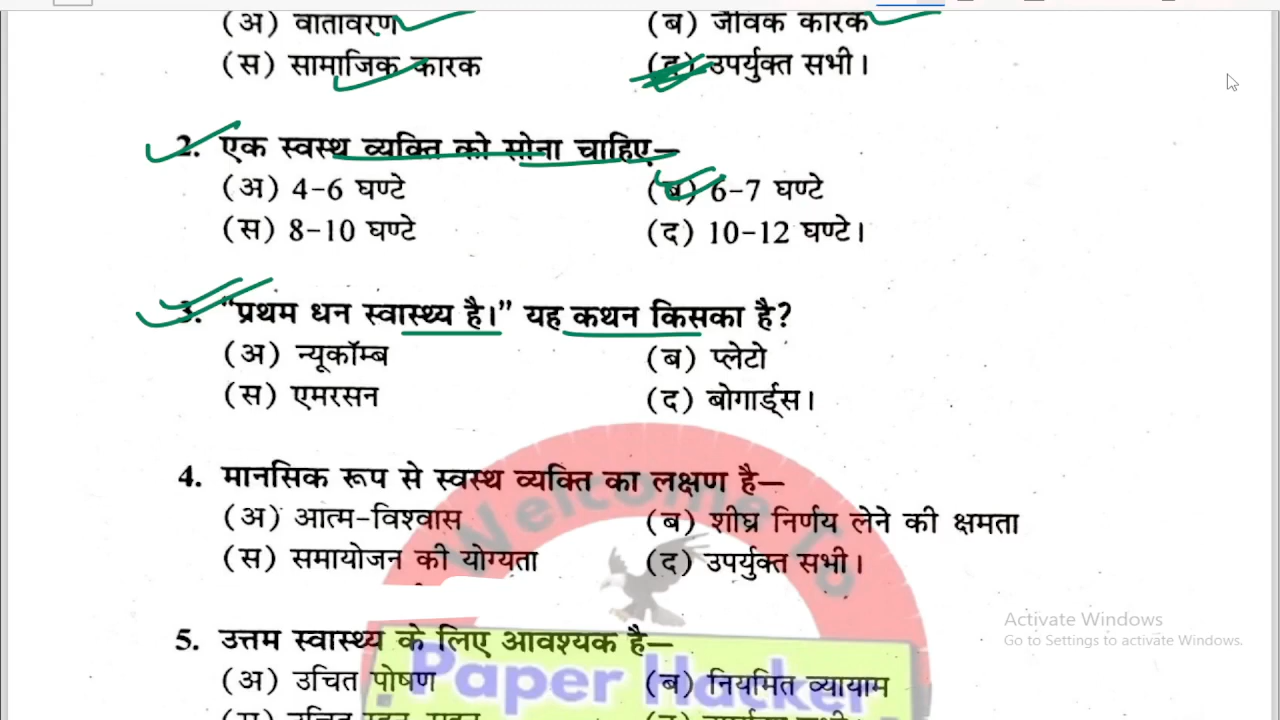 (अ) वातावरण (ब) जैविक कारक
(स) सामाजिक कारक (द) उपर्युक्त सभी।
2. एक स्वस्थ व्यक्ति को सोना चाहिए—
(अ) 4-6 घण्टे (ब) 6-7 घण्टे
(स) 8-10 घण्टे (द) 10-12 घण्टे।
3. “प्रथम धन स्वास्थ्य है।” यह कथन किसका है?
(अ) न्यूकॉम्ब (ब) प्लेटो
(स) एमरसन (द) बोगार्ड्स।
4. मानसिक रूप से स्वस्थ व्यक्ति का लक्षण है—
(अ) आत्म-विश्वास (ब) शीघ्र निर्णय लेने की क्षमता
(स) समायोजन की योग्यता (द) उपर्युक्त सभी।
Welcome To
Activate Windows
Go to Settings to activate Windows.
5. उत्तम स्वास्थ्य के लिए आवश्यक है—
Paper Hacker
(अ) उचित पोषण (ब) नियमित व्यायाम